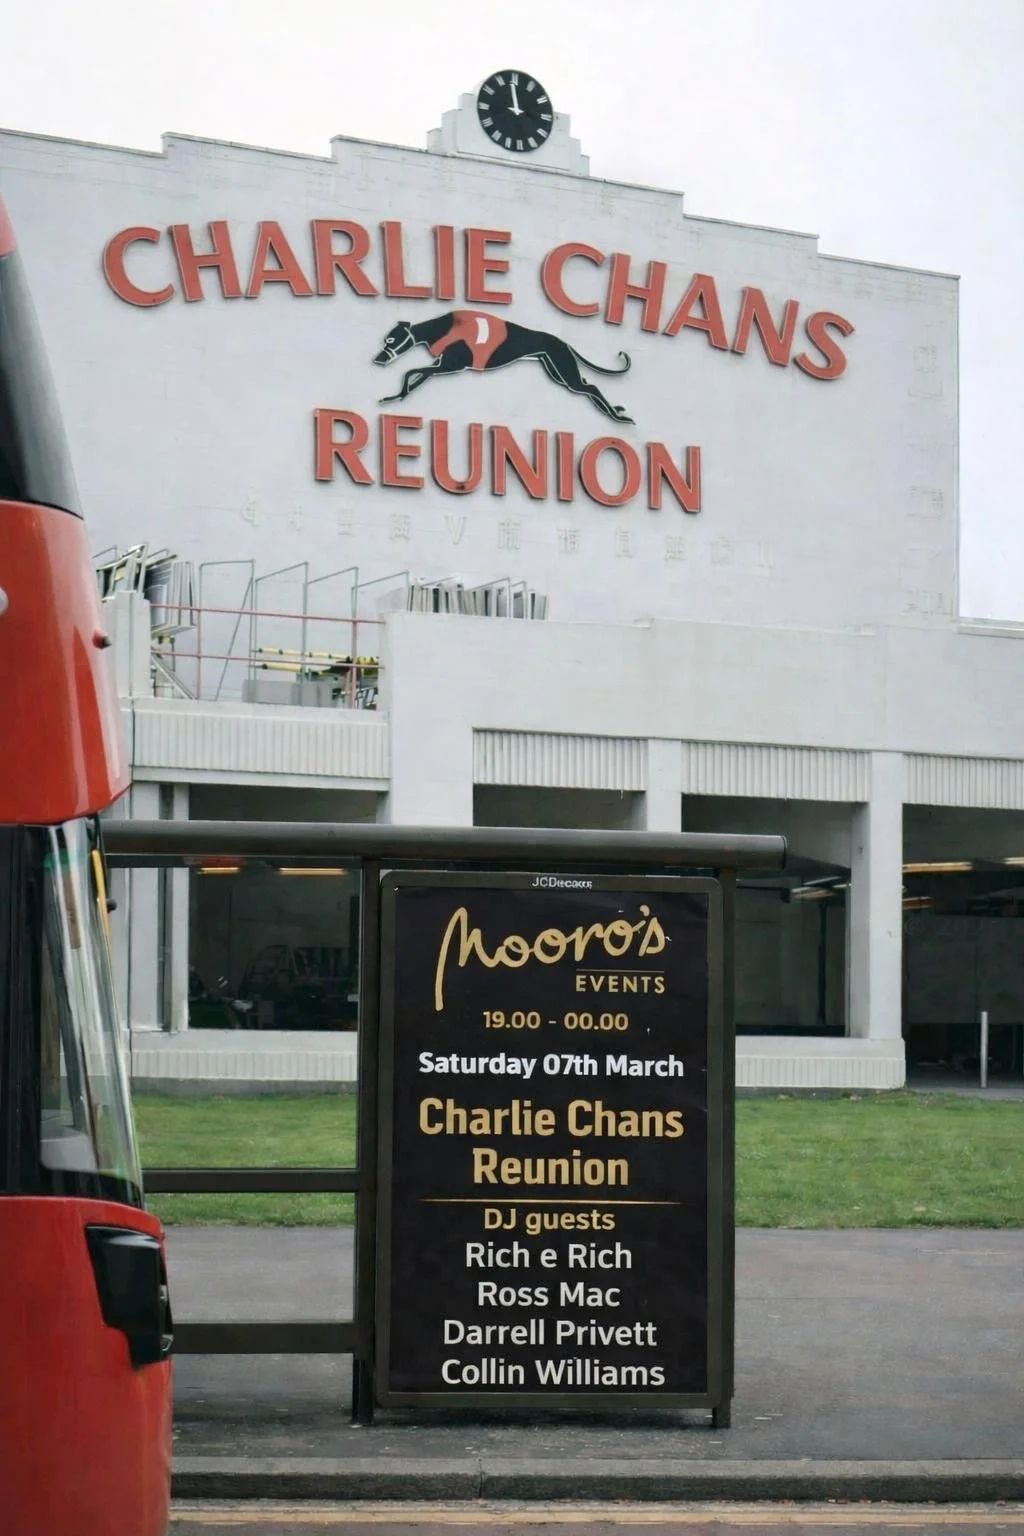 CHARLIE CHANS
REUNION
JCDecaux
Mooro's
EVENTS
19.00 - 00.00
Saturday 07th March
Charlie Chans
Reunion
DJ guests
Rich e Rich
Ross Mac
Darrell Privett
Collin Williams